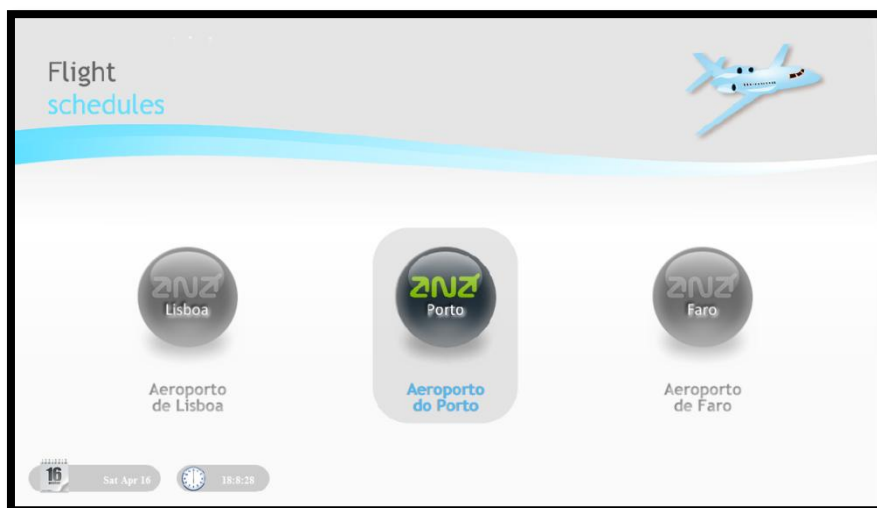 Flight
schedules
ANA
Lisboa
ANA
Porto
ANA
Faro
Aeroporto
de Lisboa
Aeroporto
do Porto
Aeroporto
de Faro
16
Sat Apr 16
18:8:28